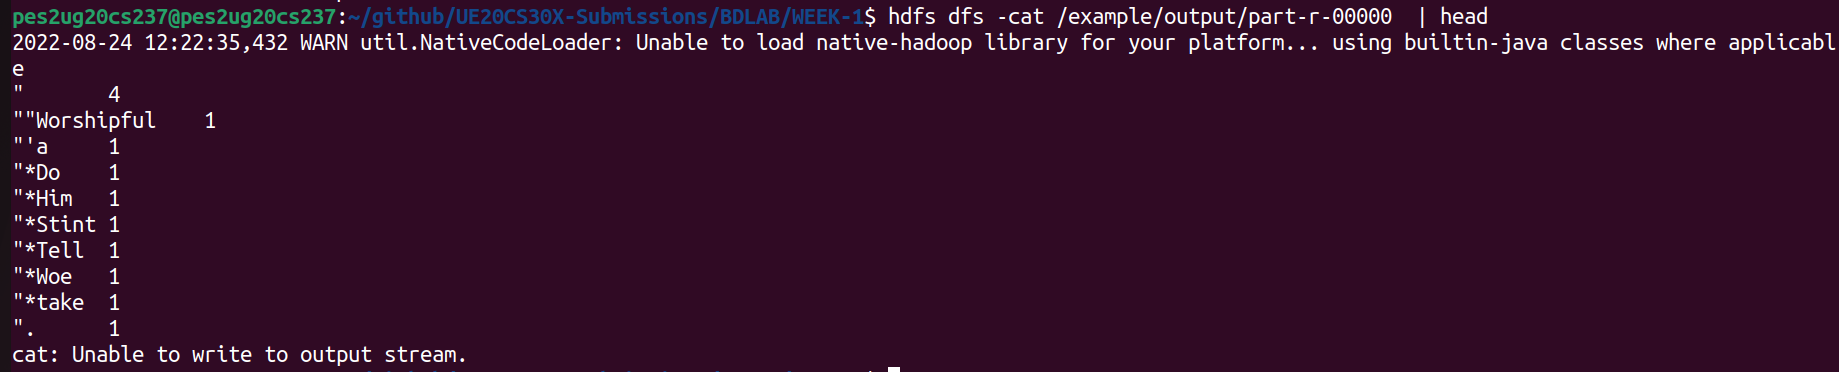 pes2ug20cs237@pes2ug20cs237:~/github/UE20CS30X-Submissions/BDLAB/WEEK-1$ hdfs dfs -cat /example/output/part-r-00000  | head
2022-08-24 12:22:35,432 WARN util.NativeCodeLoader: Unable to load native-hadoop library for your platform... using builtin-java classes where applicabl
e
"	4
""Worshipful	1
"'a	1
"*Do	1
"*Him	1
"*Stint	1
"*Tell	1
"*Woe	1
"*take	1
".	1
cat: Unable to write to output stream.